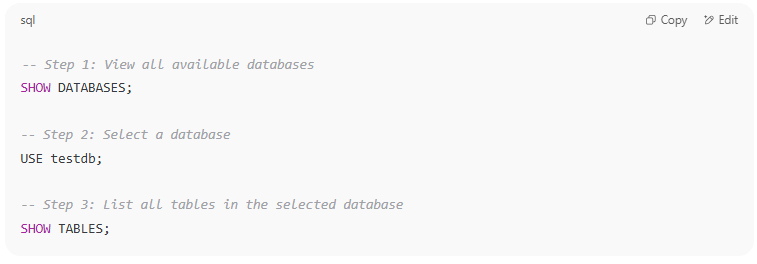 sql
Copy
Edit
-- Step 1: View all available databases
SHOW DATABASES;
-- Step 2: Select a database
USE testdb;
-- Step 3: List all tables in the selected database
SHOW TABLES;